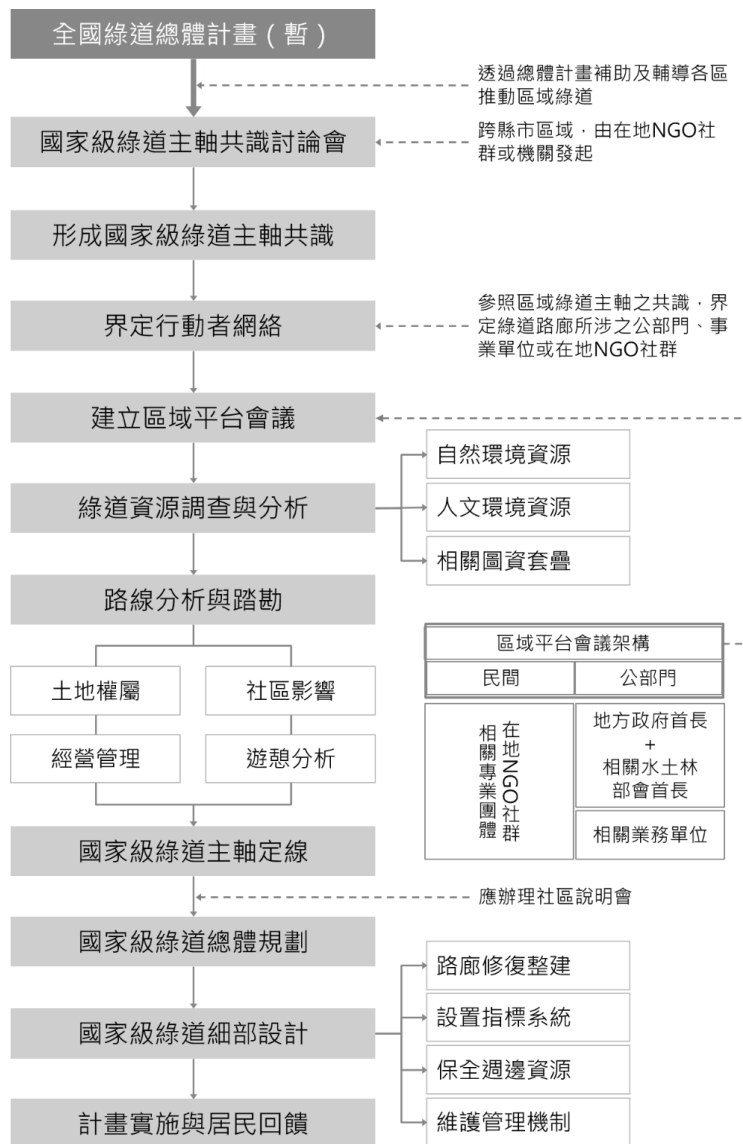 全國綠道總體計畫（暫）
透過總體計畫補助及輔導各區
推動區域綠道
國家級綠道主軸共識討論會
跨縣市區域，由在地NGO社
群或機關發起
形成國家級綠道主軸共識
界定行動者網絡
參照區域綠道主軸之共識，界
定綠道路廊所涉之公部門、事
業單位或在地NGO社群
建立區域平台會議
綠道資源調查與分析
自然環境資源
人文環境資源
相關圖資套疊
路線分析與踏勘
土地權屬
社區影響
經營管理
遊憩分析
區域平台會議架構
民間
公部門
在地NGO社群
相關專業團體
地方政府首長
+
相關水土林
部會首長
相關業務單位
國家級綠道主軸定線
應辦理社區說明會
國家級綠道總體規劃
國家級綠道細部設計
路廊修復整建
設置指標系統
保全週邊資源
維護管理機制
計畫實施與居民回饋